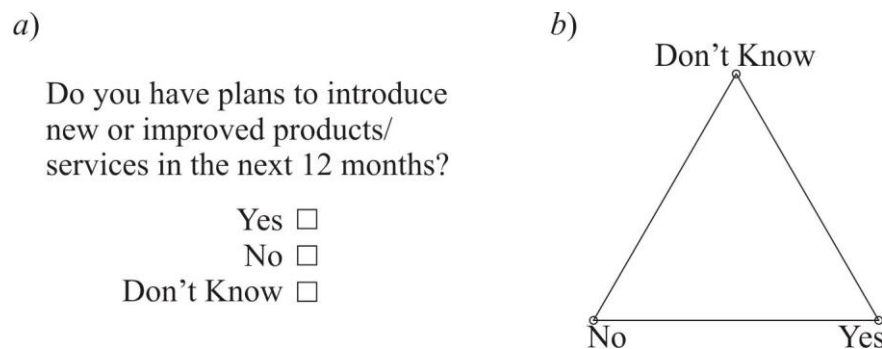 a)
Do you have plans to introduce
new or improved products/
services in the next 12 months?
Yes □
No □
Don’t Know □
b)
Don’t Know
No
Yes